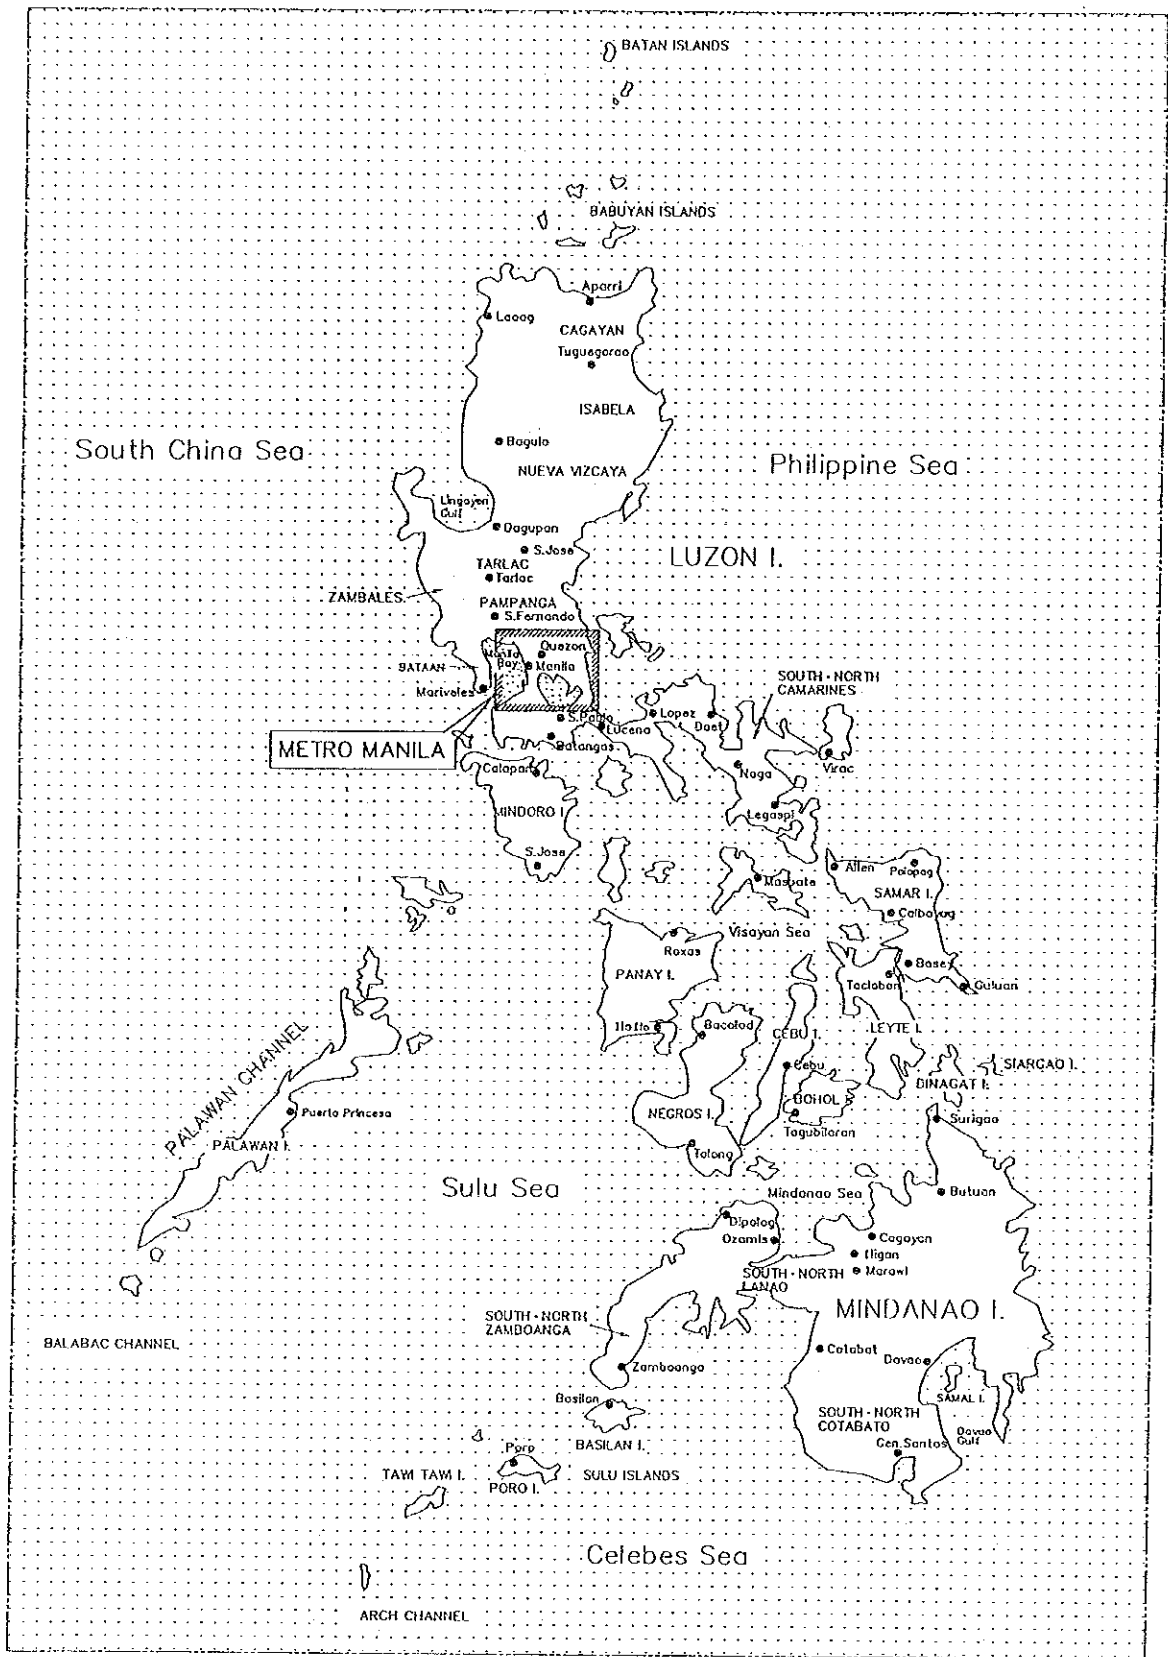 BATAN ISLANDS
BABUYAN ISLANDS
Aparri
Laoag
CAGAYAN
Tuguegarao
ISABELA
South China Sea
Baguio
Philippine Sea
NUEVA VIZCAYA
Lingayen
Gulf
Dagupan
S.Jose
LUZON I.
TARLAC
Tarlac
ZAMBALES
PAMPANGA
S.Fernando
Quezon
Manila
Bay
Manila
BATAAN
Mariveles
SOUTH-NORTH
CAMARINES
S.Pablo
Lucena
Lopez
Daet
METRO MANILA
Batangas
Virac
Calapan
Naga
MINDORO I.
Legaspi
S.Jose
Allen
Palapag
Masbate
SAMAR I.
Calbayog
Visayan Sea
Roxas
PANAY I.
Basey
Tacloban
Guiuan
Ilo Ilo
Bacolod
CEBU I.
LEYTE I.
Cebu
SIARGAO I.
DINAGAT I.
PALAWAN CHANNEL
Puerto Princesa
BOHOL
NEGROS I.
Surigao
Tagubilaran
PALAWAN I.
Tolong
Sulu Sea
Mindanao Sea
Butuan
Dipolog
Ozamis
Cagayan
Iligan
Marawi
SOUTH-NORTH
LANAO
MINDANAO I.
SOUTH-NORTH
ZAMBOANGA
BALABAC CHANNEL
Cotabat
Davao
Zamboanga
Basilan
SAMAL I.
SOUTH-NORTH
COTABATO
Davao
Gulf
BASILAN I.
Gen.Santos
Poro
TAWI TAWI I.
SULU ISLANDS
PORO I.
Celebes Sea
ARCH CHANNEL